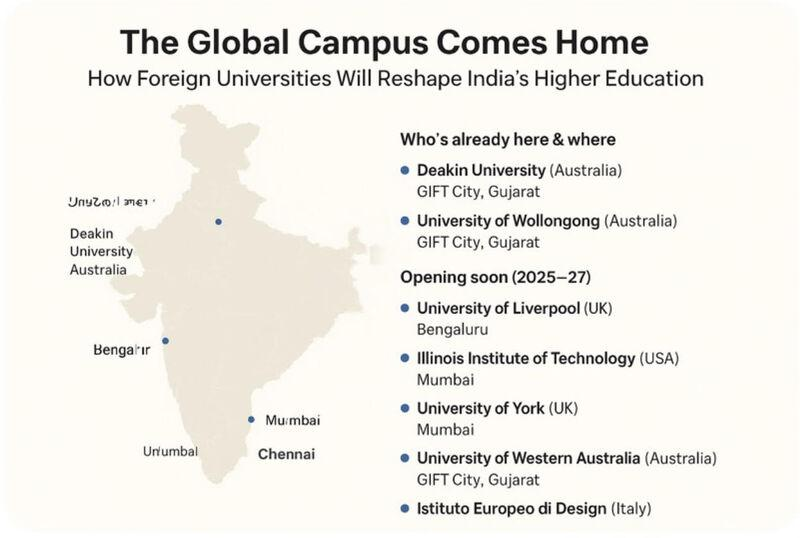 The Global Campus Comes Home
How Foreign Universities Will Reshape India's Higher Education
Deakin
University
Australia
Mumbai
Chennai
Who's already here & where
Deakin University (Australia)
GIFT City, Gujarat
University of Wollongong (Australia)
GIFT City, Gujarat
Opening soon (2025–27)
University of Liverpool (UK)
Bengaluru
Illinois Institute of Technology (USA)
Mumbai
University of York (UK)
Mumbai
University of Western Australia (Australia)
GIFT City, Gujarat
Istituto Europeo di Design (Italy)